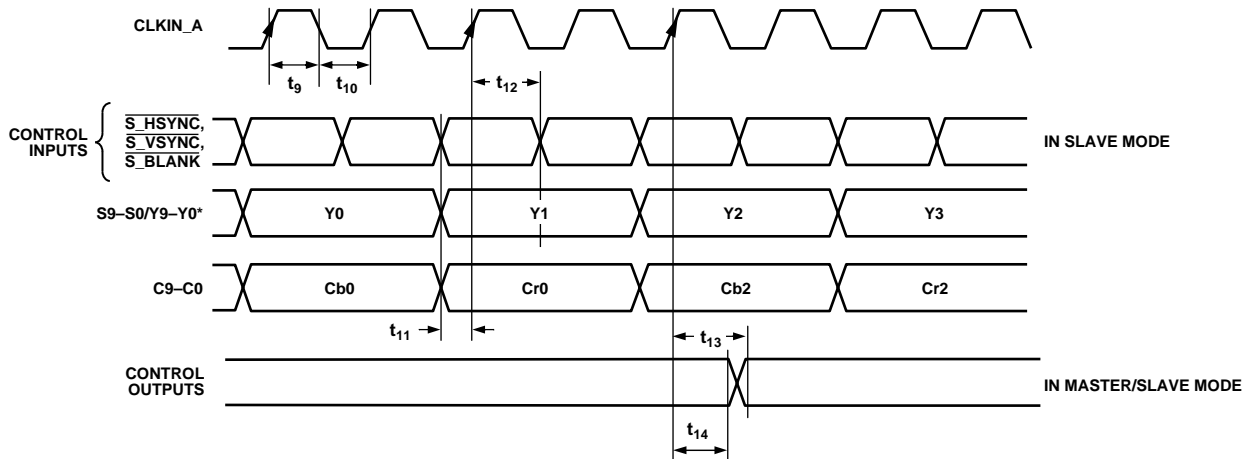 CLKIN_A
t9
t10
t12
CONTROL
INPUTS
S_HSYNC,
S_VSYNC,
S_BLANK
IN SLAVE MODE
S9–S0/Y9–Y0*
Y0
Y1
Y2
Y3
C9–C0
Cb0
Cr0
Cb2
Cr2
t11
t13
CONTROL
OUTPUTS
IN MASTER/SLAVE MODE
t14